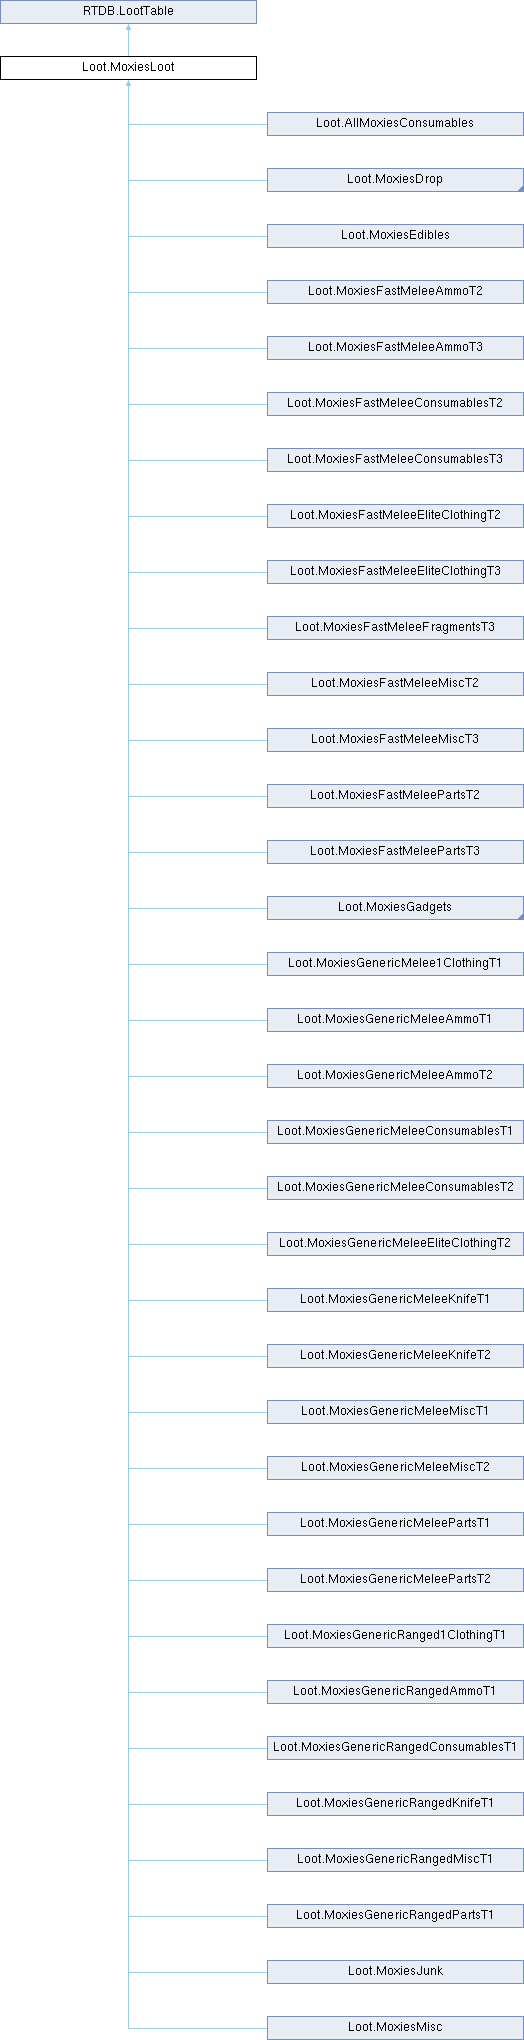 RTDB.LootTable
Loot.MoxiesLoot
Loot.AllMoxiesConsumables
Loot.MoxiesDrop
Loot.MoxiesEdibles
Loot.MoxiesFastMeleeAmmoT2
Loot.MoxiesFastMeleeAmmoT3
Loot.MoxiesFastMeleeConsumablesT2
Loot.MoxiesFastMeleeConsumablesT3
Loot.MoxiesFastMeleeEliteClothingT2
Loot.MoxiesFastMeleeEliteClothingT3
Loot.MoxiesFastMeleeFragmentsT3
Loot.MoxiesFastMeleeMiscT2
Loot.MoxiesFastMeleeMiscT3
Loot.MoxiesFastMeleePartsT2
Loot.MoxiesFastMeleePartsT3
Loot.MoxiesGadgets
Loot.MoxiesGenericMelee1ClothingT1
Loot.MoxiesGenericMeleeAmmoT1
Loot.MoxiesGenericMeleeAmmoT2
Loot.MoxiesGenericMeleeConsumablesT1
Loot.MoxiesGenericMeleeConsumablesT2
Loot.MoxiesGenericMeleeEliteClothingT2
Loot.MoxiesGenericMeleeKnifeT1
Loot.MoxiesGenericMeleeKnifeT2
Loot.MoxiesGenericMeleeMiscT1
Loot.MoxiesGenericMeleeMiscT2
Loot.MoxiesGenericMeleePartsT1
Loot.MoxiesGenericMeleePartsT2
Loot.MoxiesGenericRanged1ClothingT1
Loot.MoxiesGenericRangedAmmoT1
Loot.MoxiesGenericRangedConsumablesT1
Loot.MoxiesGenericRangedKnifeT1
Loot.MoxiesGenericRangedMiscT1
Loot.MoxiesGenericRangedPartsT1
Loot.MoxiesJunk
Loot.MoxiesMisc